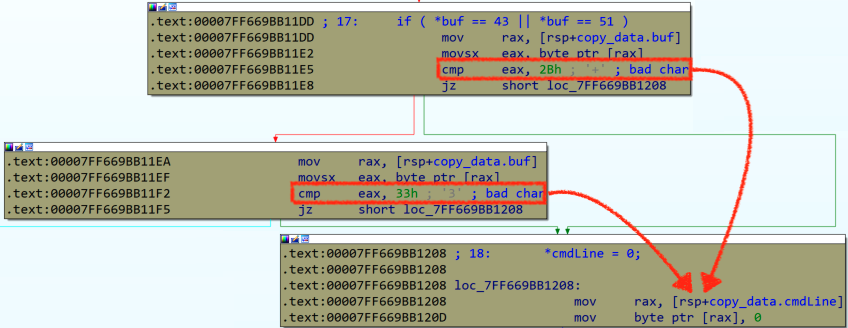 .text:00007FF669BB11DD ; 17:     if ( *buf == 43 || *buf == 51 )
.text:00007FF669BB11DD                 mov     rax, [rsp+copy_data.buf]
.text:00007FF669BB11E2                 movsx   eax, byte ptr [rax]
.text:00007FF669BB11E5                 cmp     eax, 2Bh ; '+' ; bad char
.text:00007FF669BB11E8                 jz      short loc_7FF669BB1208
.text:00007FF669BB11EA                 mov     rax, [rsp+copy_data.buf]
.text:00007FF669BB11EF                 movsx   eax, byte ptr [rax]
.text:00007FF669BB11F2                 cmp     eax, 33h ; '3' ; bad char
.text:00007FF669BB11F5                 jz      short loc_7FF669BB1208
.text:00007FF669BB1208 ; 18:       *cmdLine = 0;
.text:00007FF669BB1208
.text:00007FF669BB1208 loc_7FF669BB1208:
.text:00007FF669BB1208                 mov     rax, [rsp+copy_data.cmdLine]
.text:00007FF669BB120D                 mov     byte ptr [rax], 0